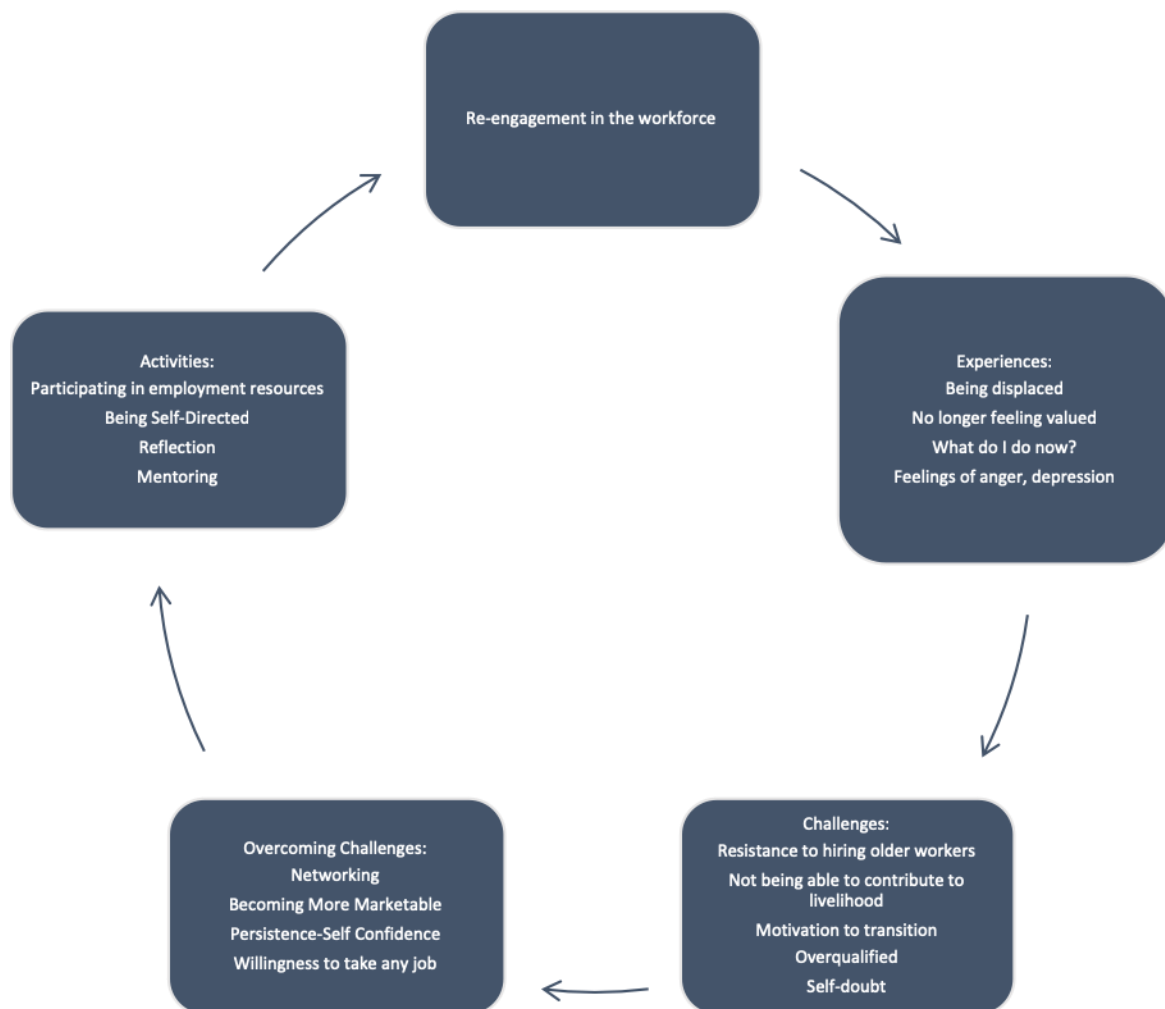 Re-engagement in the workforce
Experiences:
Being displaced
No longer feeling valued
What do I do now?
Feelings of anger, depression
Challenges:
Resistance to hiring older workers
Not being able to contribute to
livelihood
Motivation to transition
Overqualified
Self-doubt
Overcoming Challenges:
Networking
Becoming More Marketable
Persistence-Self Confidence
Willingness to take any job
Activities:
Participating in employment resources
Being Self-Directed
Reflection
Mentoring